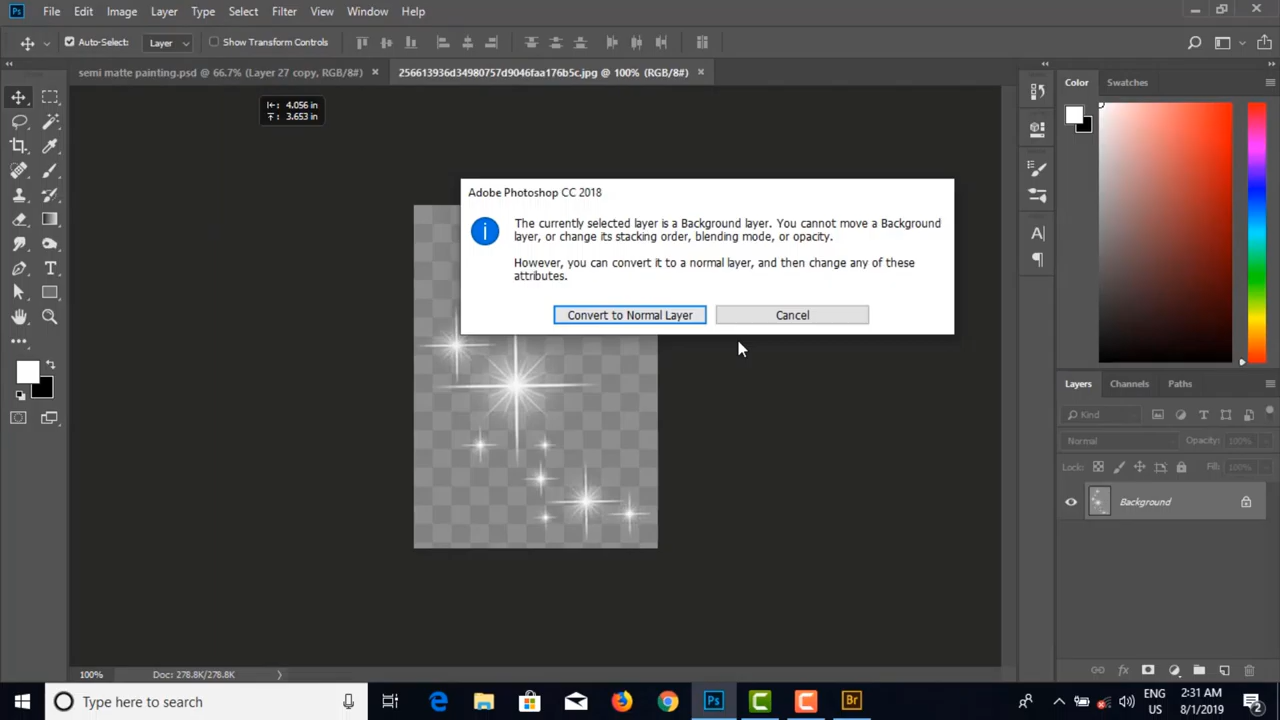 Ps File Edit Image Layer Type Select Filter View Window Help
Auto-Select: Layer Show Transform Controls
semi matte painting.psd @ 66.7% (Layer 27 copy, RGB/8#) × 256613936d34980757d9046faa176b5c.jpg @ 100% (RGB/8#) ×
Color Swatches
4.056 in
3.653 in
Adobe Photoshop CC 2018
The currently selected layer is a Background layer. You cannot move a Background
layer, or change its stacking order, blending mode, or opacity.
However, you can convert it to a normal layer, and then change any of these
attributes.
Convert to Normal Layer Cancel
Layers Channels Paths
Kind
Normal Opacity: 100%
Lock: Fill: 100%
Background
100% Doc: 278.8K/278.8K
Type here to search
Ps
Br
ENG
US
2:31 AM
8/1/2019
2